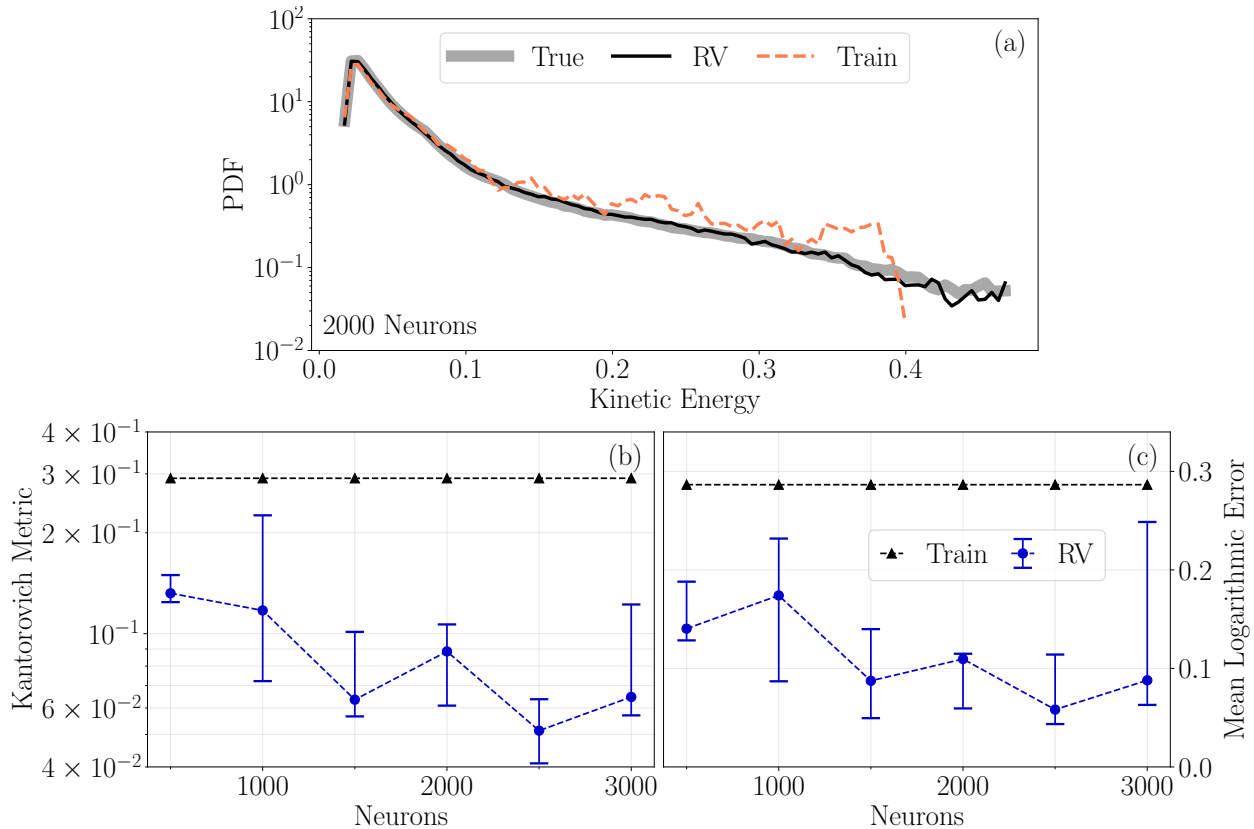 (a)
True RV Train
10^2
10^1
10^0
10^{-1}
10^{-2}
PDF
2000 Neurons
0.0 0.1 0.2 0.3 0.4
Kinetic Energy
(b)
4 × 10^{-1}
3 × 10^{-1}
2 × 10^{-1}
10^{-1}
6 × 10^{-2}
4 × 10^{-2}
Kantorovich Metric
1000 2000 3000
Neurons
(c)
Train RV
0.3
0.2
0.1
0.0
Mean Logarithmic Error
1000 2000 3000
Neurons